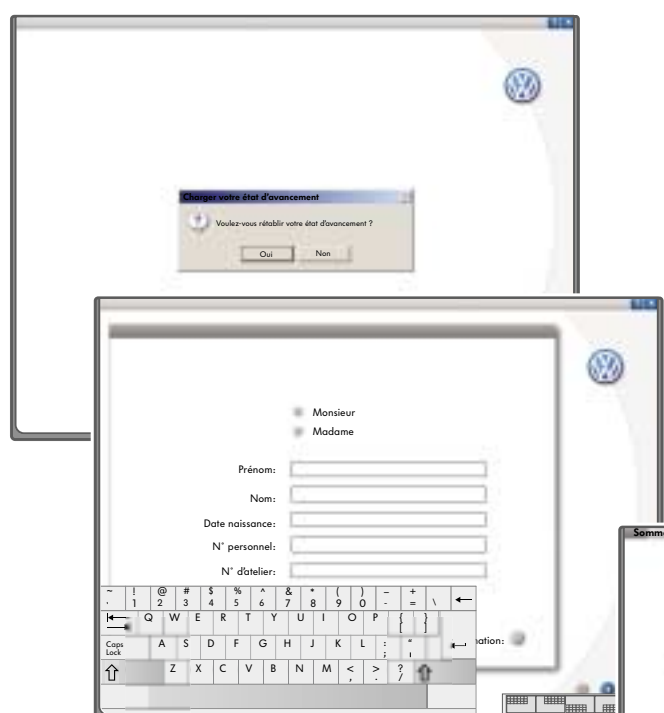 Charger votre état d'avancement
Voulez-vous rétablir votre état d'avancement ?
Oui Non
Monsieur
Madame
Prénom:
Nom:
Date naissance:
N° personnel:
N° d'atelier:
~ ! @ # $ % ^ & * ( ) – +
· 1 2 3 4 5 6 7 8 9 0 - = \
Q W E R T Y U I O P { }
[ ]
Caps Lock A S D F G H J K L : "
; '
Z X C V B N M < > ?
, . /